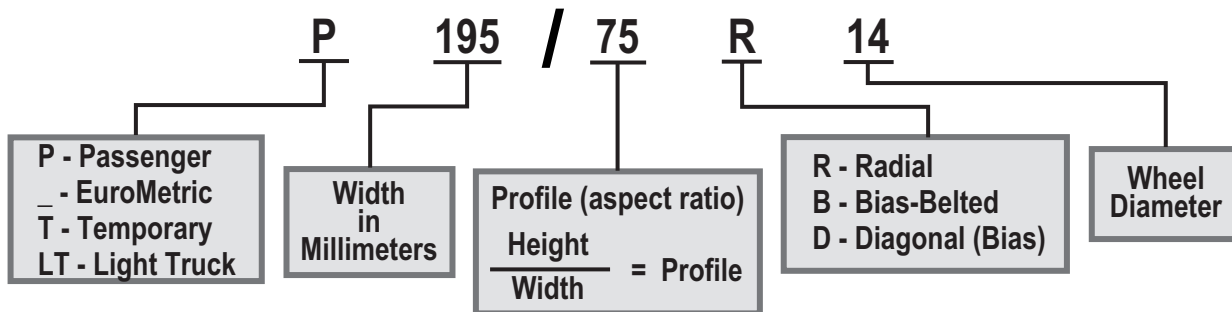 P 195 / 75 R 14
P - Passenger
_ - EuroMetric
T - Temporary
LT - Light Truck
Width
in
Millimeters
Profile (aspect ratio)
Height
Width
= Profile
R - Radial
B - Bias-Belted
D - Diagonal (Bias)
Wheel
Diameter